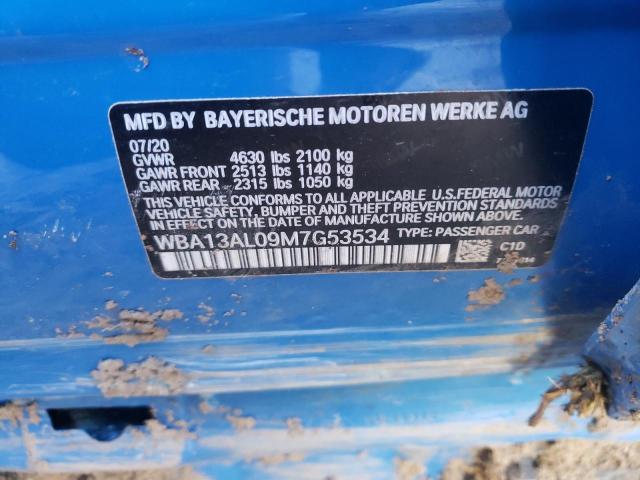 MFD BY BAYERISCHE MOTOREN WERKE AG
07/20
GVWR 4630 lbs 2100 kg
GAWR FRONT 2513 lbs 1140 kg
GAWR REAR 2315 lbs 1050 kg
THIS VEHICLE CONFORMS TO ALL APPLICABLE U.S.FEDERAL MOTOR
VEHICLE SAFETY, BUMPER AND THEFT PREVENTION STANDARDS
IN EFFECT ON THE DATE OF MANUFACTURE SHOWN ABOVE.
WBA13AL09M7G53534 TYPE: PASSENGER CAR
C1D